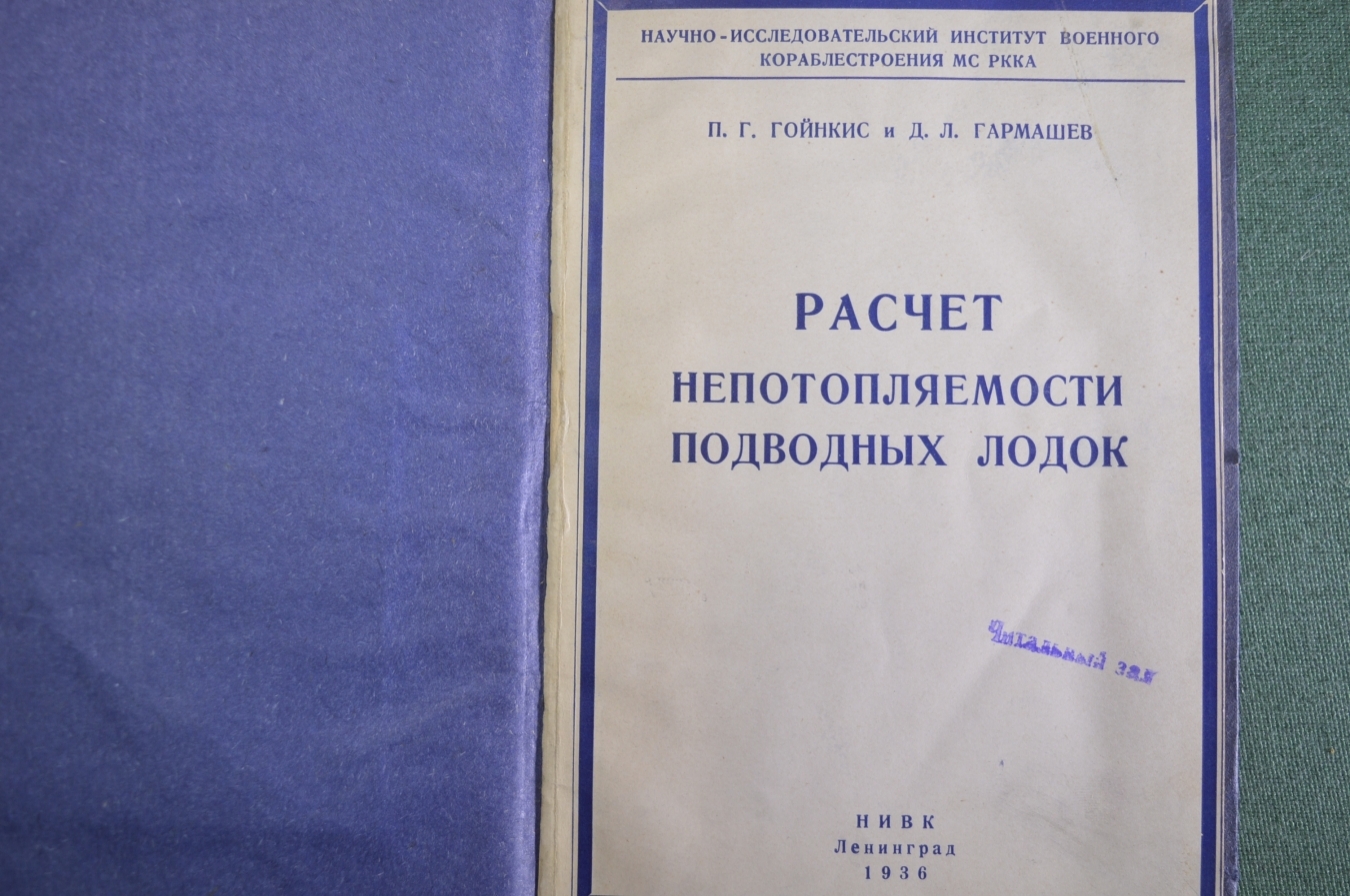 НАУЧНО-ИССЛЕДОВАТЕЛЬСКИЙ ИНСТИТУТ ВОЕННОГО
КОРАБЛЕСТРОЕНИЯ МС РККА
П. Г. ГОЙНКИС и Д. Л. ГАРМАШЕВ
РАСЧЕТ
НЕПОТОПЛЯЕМОСТИ
ПОДВОДНЫХ ЛОДОК
Читальный зал
НИВК
Ленинград
1936